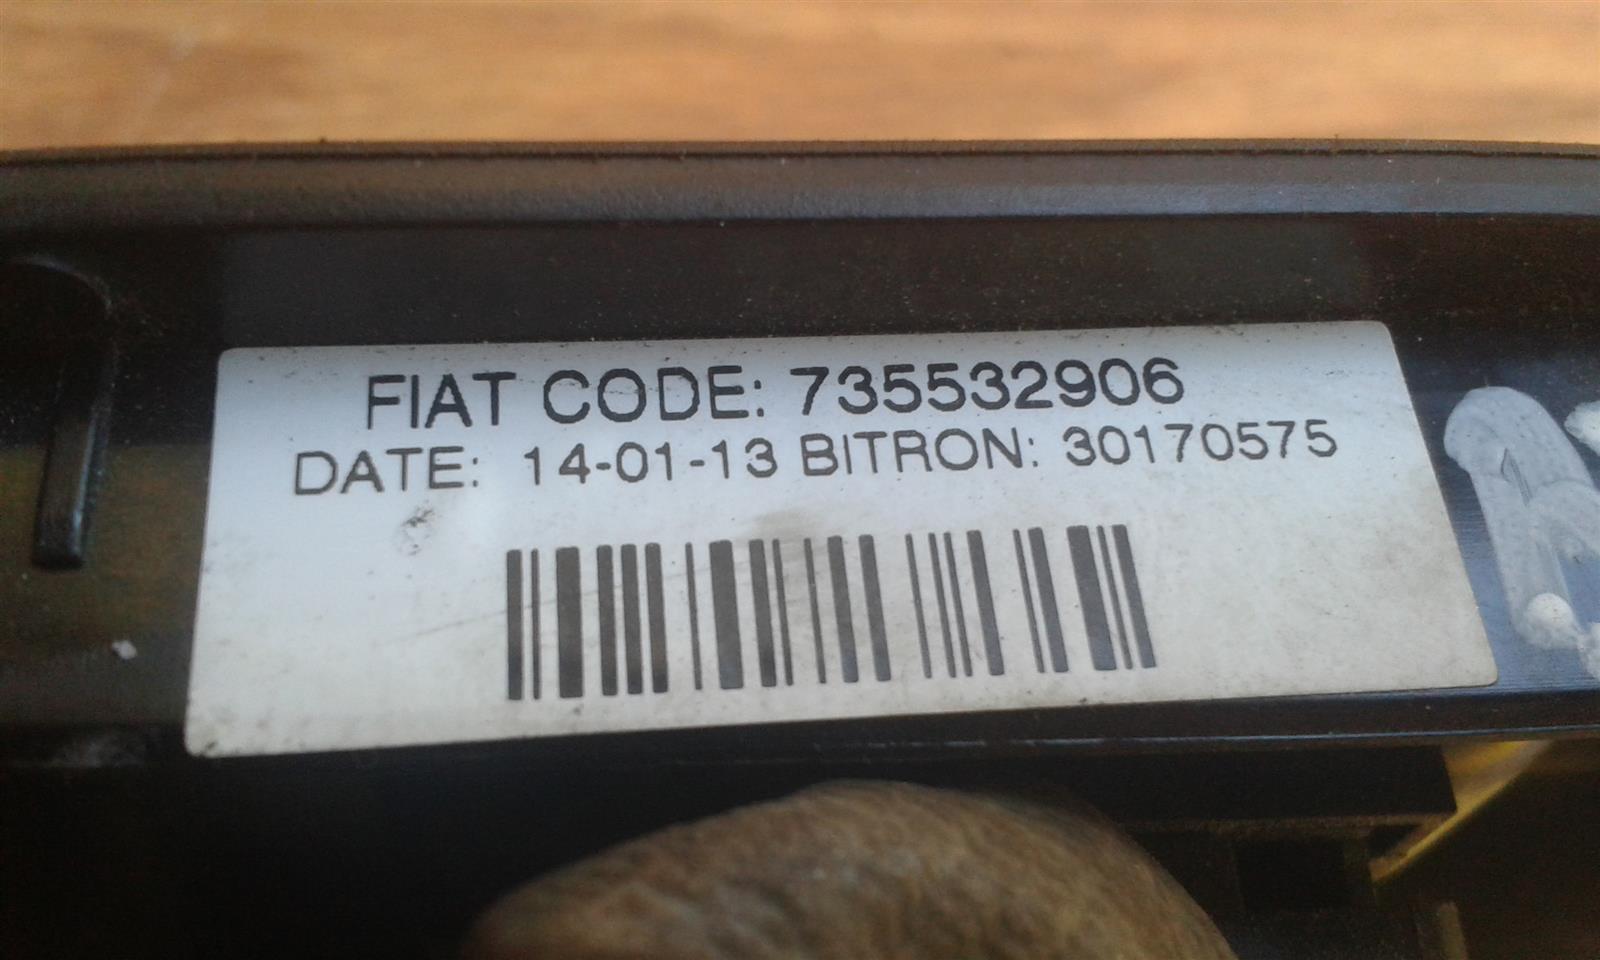 FIAT CODE: 735532906
DATE: 14-01-13 BITRON: 30170575